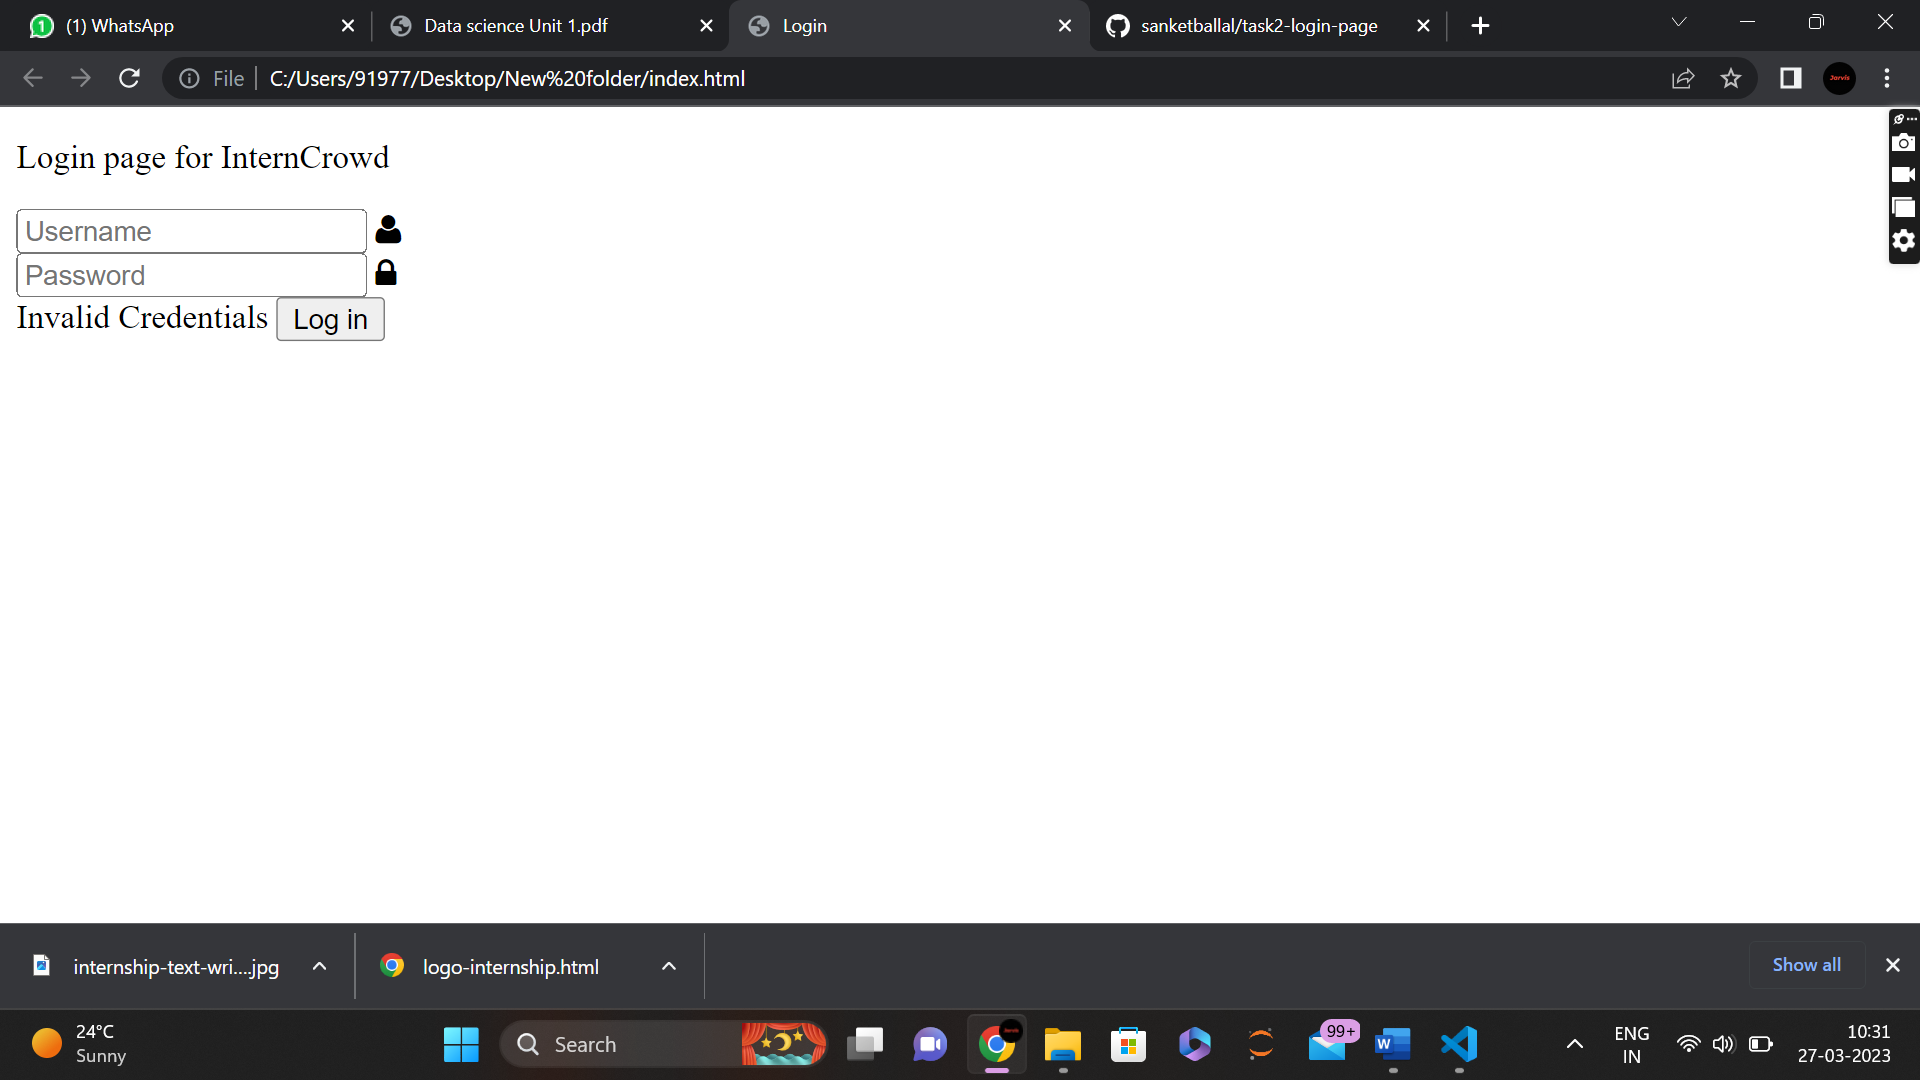 (1) WhatsApp
Data science Unit 1.pdf
Login
sanketballal/task2-login-page
File
C:/Users/91977/Desktop/New%20folder/index.html
Jarvis
Login page for InternCrowd
Username
Password
Invalid Credentials Log in
internship-text-wri....jpg
logo-internship.html
Show all
24°C
Sunny
Search
99+
ENG
IN
10:31
27-03-2023